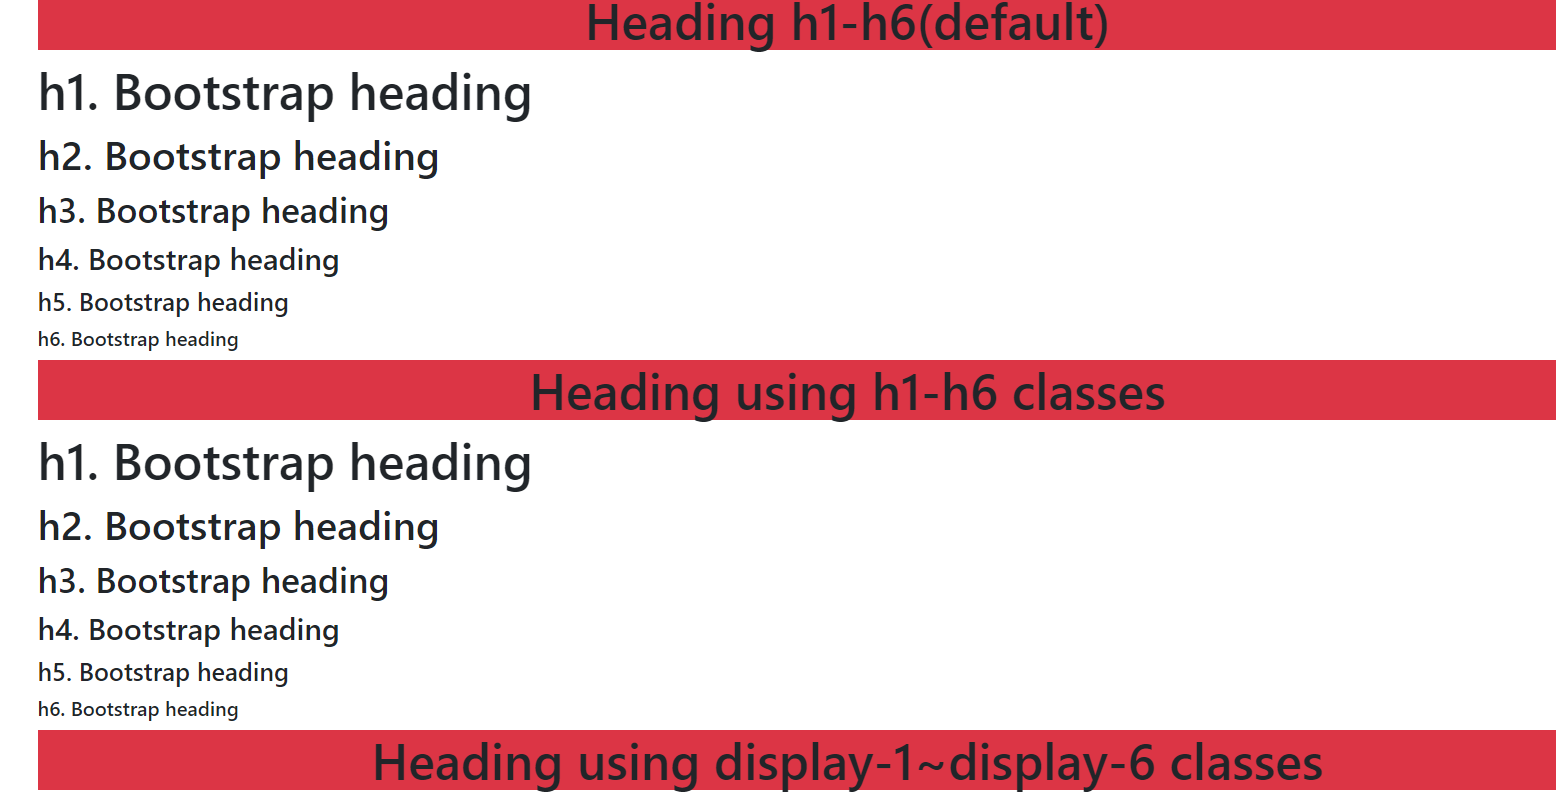 Heading h1-h6(default)
h1. Bootstrap heading
h2. Bootstrap heading
h3. Bootstrap heading
h4. Bootstrap heading
h5. Bootstrap heading
h6. Bootstrap heading
Heading using h1-h6 classes
h1. Bootstrap heading
h2. Bootstrap heading
h3. Bootstrap heading
h4. Bootstrap heading
h5. Bootstrap heading
h6. Bootstrap heading
Heading using display-1~display-6 classes